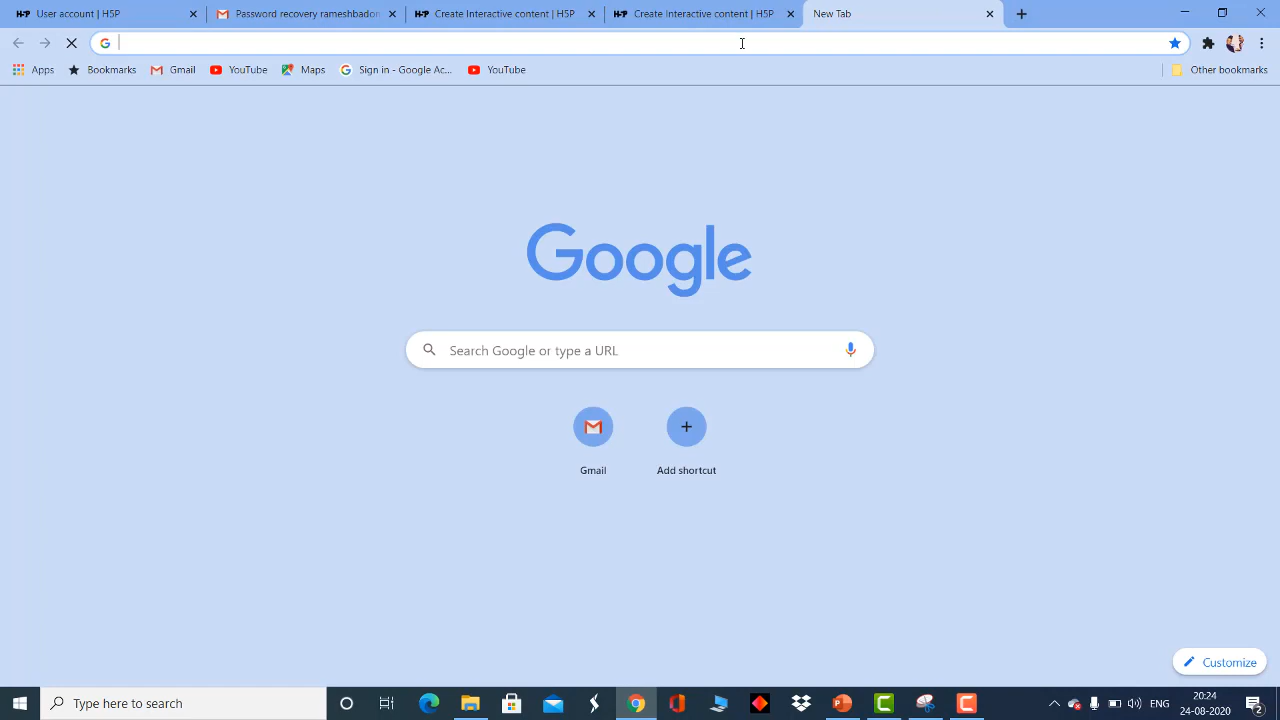 H-P User account | H5P
Password recovery rameshbadon
H-P Create Interactive content | H5P
H-P Create Interactive content | H5P
New Tab
Apps Bookmarks Gmail YouTube Maps Sign in - Google Ac... YouTube Other bookmarks
Google
Search Google or type a URL
Gmail Add shortcut
Customize
Type here to search
ENG
20:24
24-08-2020
2